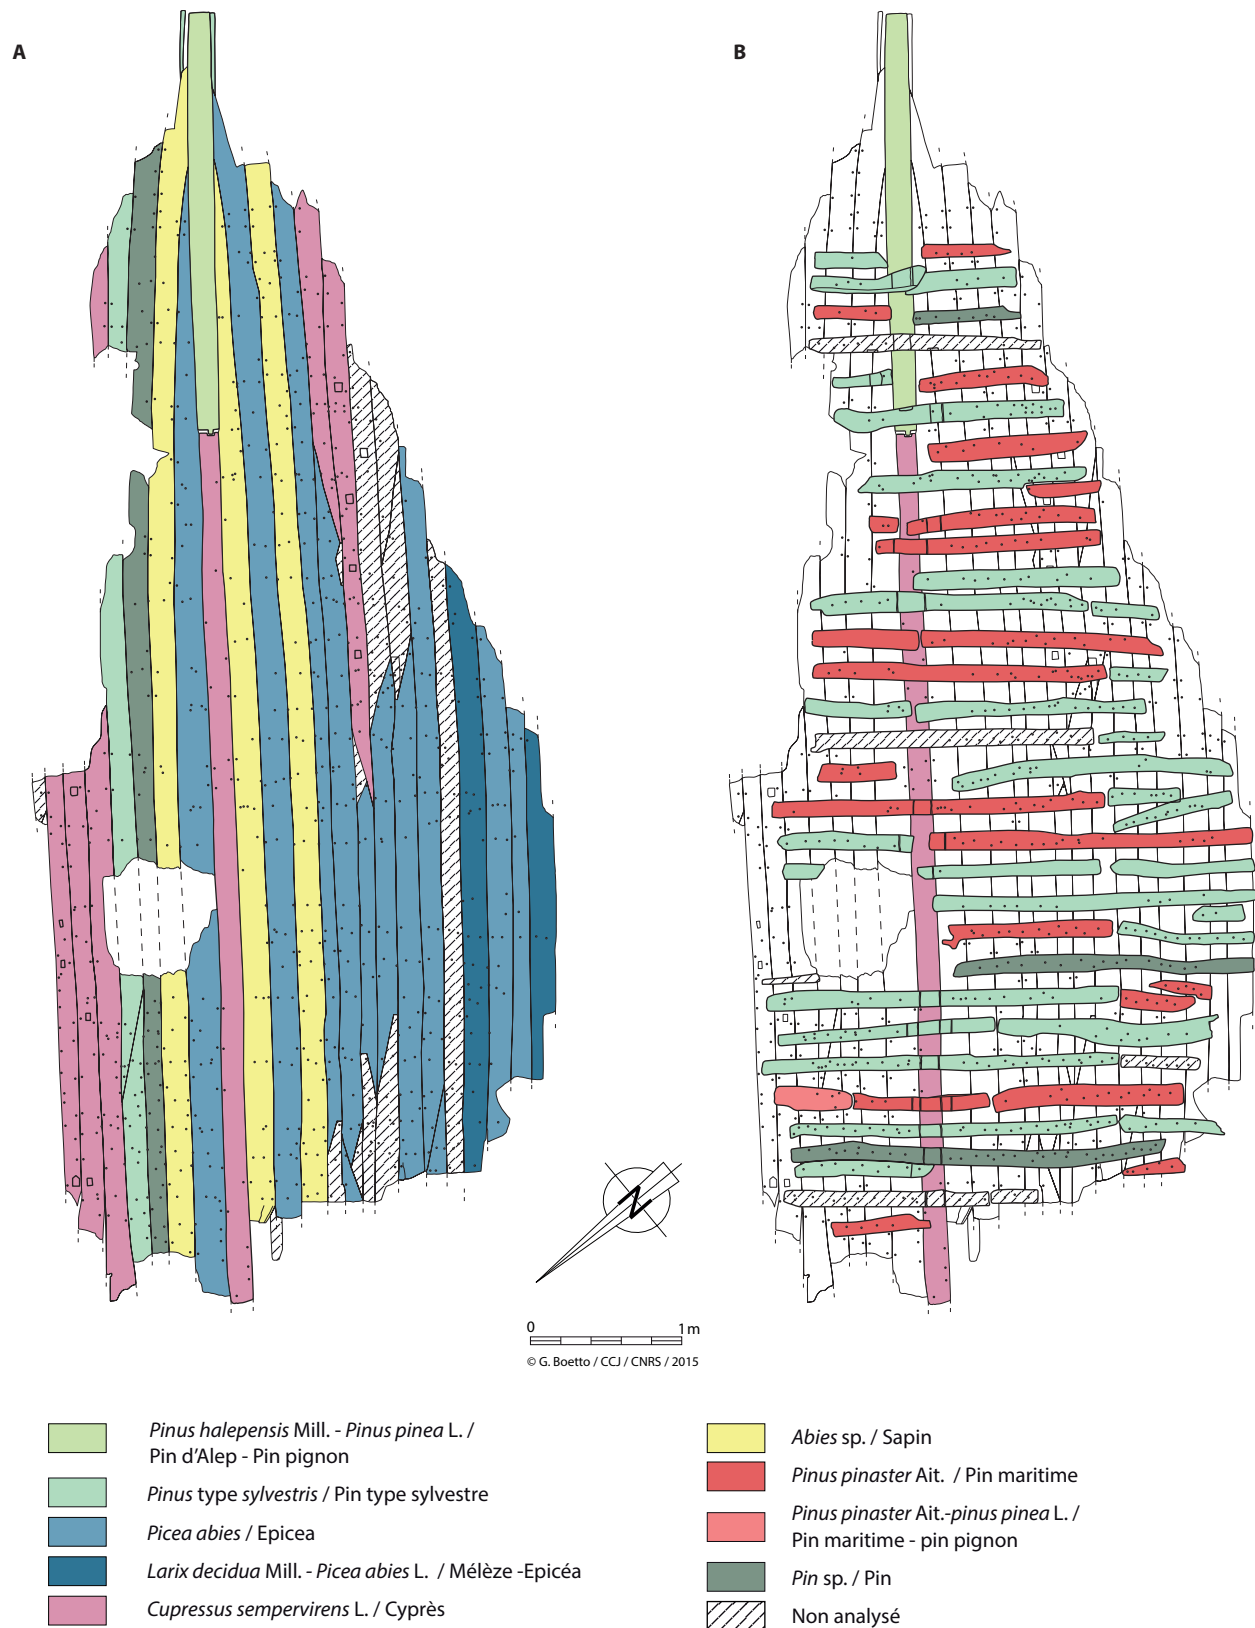 A
B
N
0 1 m
© G. Boetto / CCJ / CNRS / 2015
Pinus halepensis Mill. - Pinus pinea L. /
Pin d'Alep - Pin pignon
Pinus type sylvestris / Pin type sylvestre
Picea abies / Epicea
Larix decidua Mill. - Picea abies L. / Mélèze -Epicéa
Cupressus sempervirens L. / Cyprès
Abies sp. / Sapin
Pinus pinaster Ait. / Pin maritime
Pinus pinaster Ait.-pinus pinea L. /
Pin maritime - pin pignon
Pin sp. / Pin
Non analysé